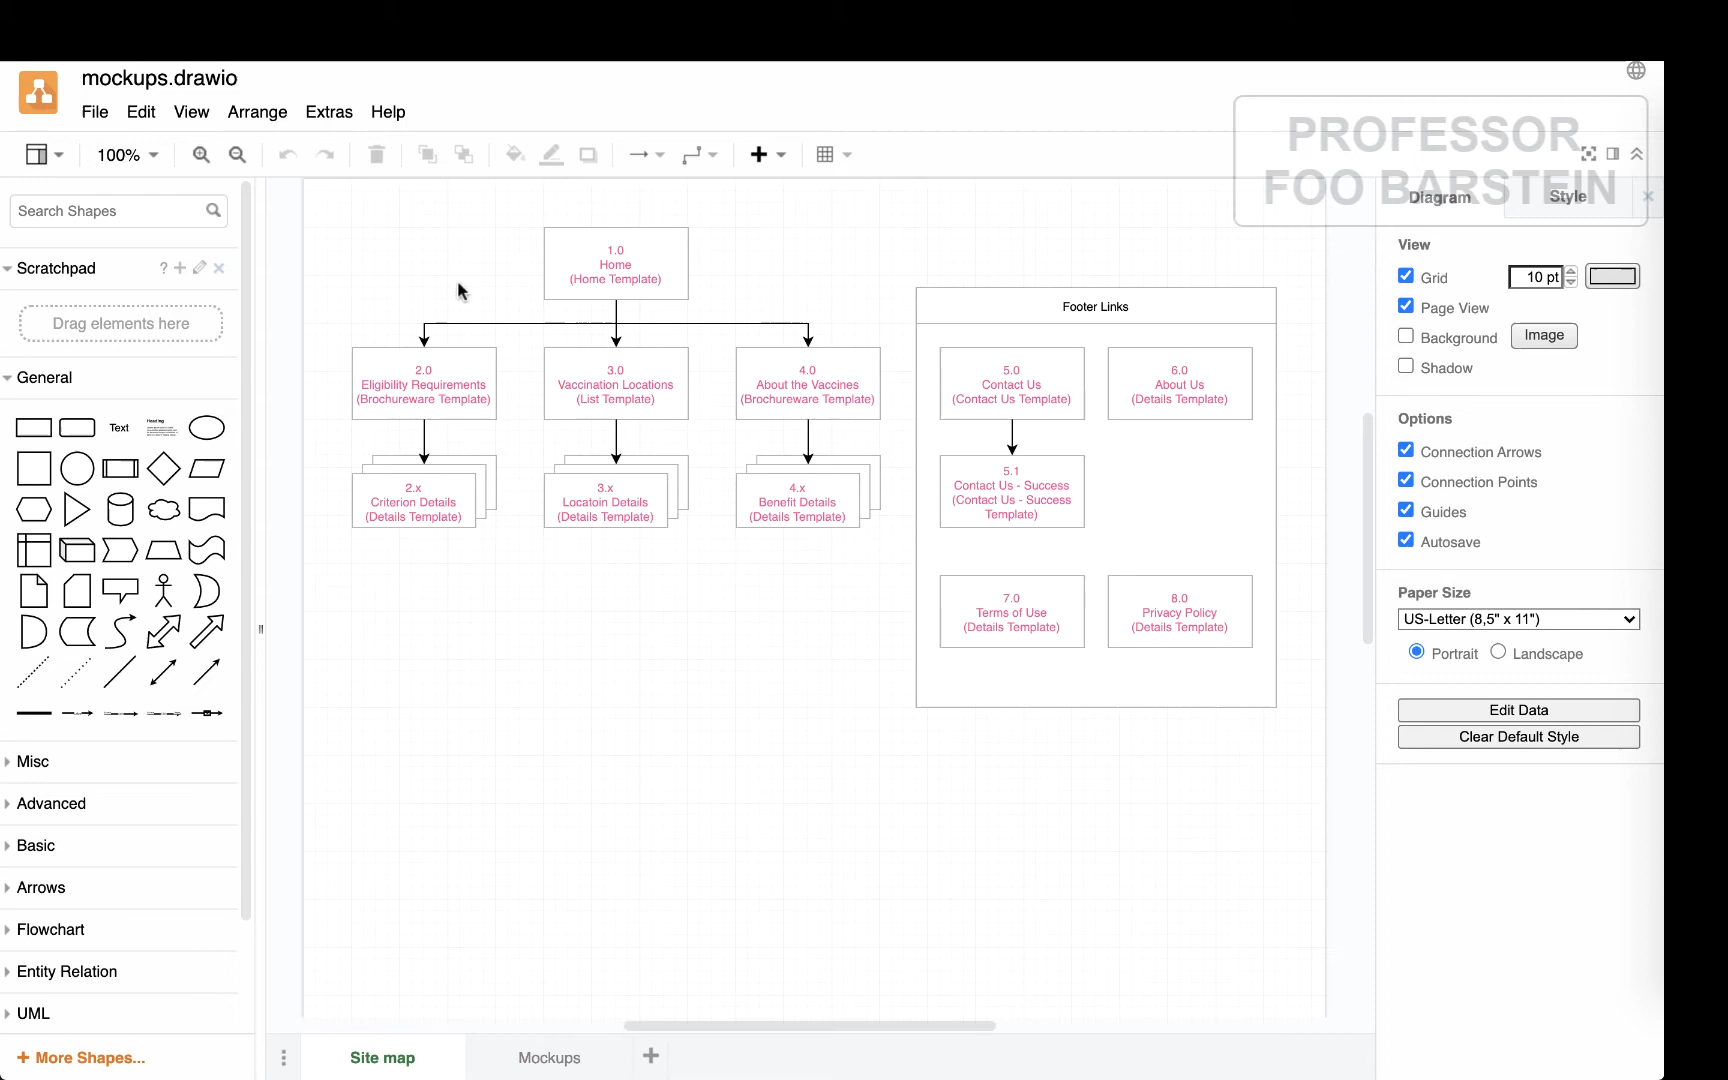 mockups.drawio
File Edit View Arrange Extras Help
PROFESSOR
FOO BARSTEIN
100%
Search Shapes
Scratchpad ?
Drag elements here
General
Text
Heading
Misc
Advanced
Basic
Arrows
Flowchart
Entity Relation
UML
+ More Shapes...
1.0
Home
(Home Template)
2.0
Eligibility Requirements
(Brochureware Template)
3.0
Vaccination Locations
(List Template)
4.0
About the Vaccines
(Brochureware Template)
2.x
Criterion Details
(Details Template)
3.x
Locatoin Details
(Details Template)
4.x
Benefit Details
(Details Template)
Footer Links
5.0
Contact Us
(Contact Us Template)
6.0
About Us
(Details Template)
5.1
Contact Us - Success
(Contact Us - Success
Template)
7.0
Terms of Use
(Details Template)
8.0
Privacy Policy
(Details Template)
Site map Mockups
Diagram Style
View
Grid 10 pt
Page View
Background Image
Shadow
Options
Connection Arrows
Connection Points
Guides
Autosave
Paper Size
US-Letter (8,5" x 11")
Portrait Landscape
Edit Data
Clear Default Style